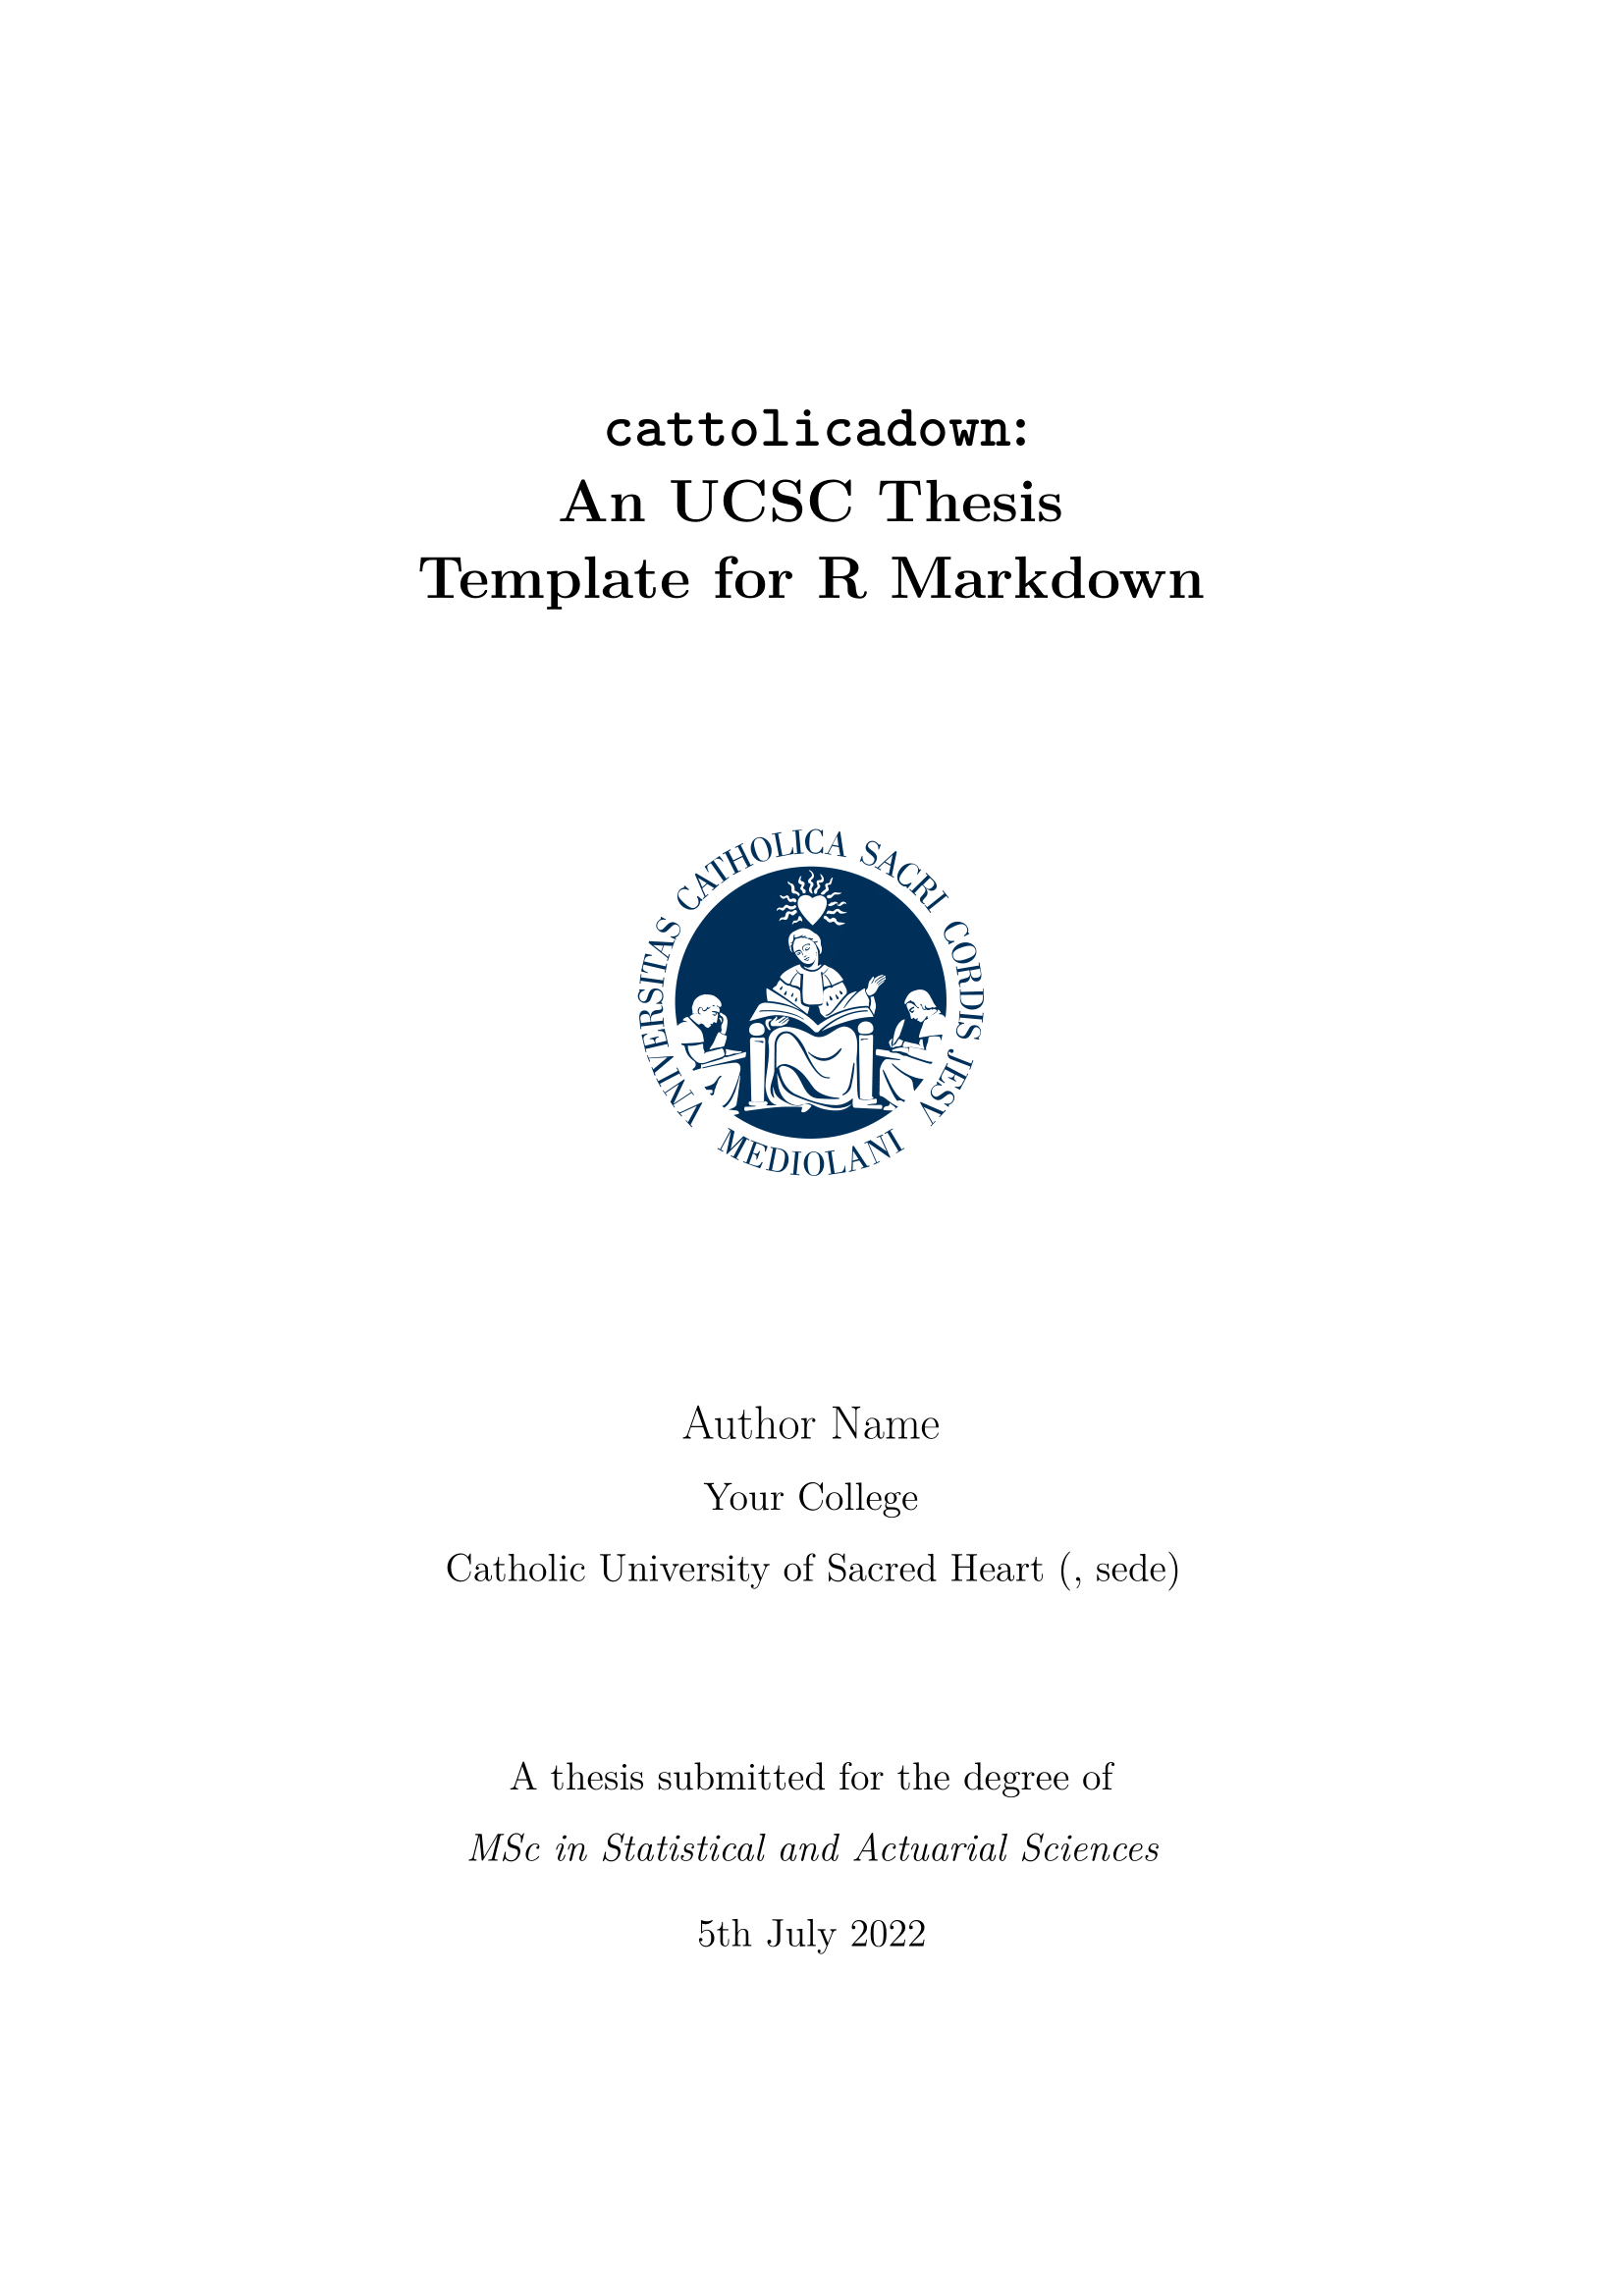 cattolicadown:
An UCSC Thesis
Template for R Markdown
VNIVERSITAS CATHOLICA SACRI CORDIS JESV
MEDIOLANI
Author Name
Your College
Catholic University of Sacred Heart (, sede)
A thesis submitted for the degree of
MSc in Statistical and Actuarial Sciences
5th July 2022